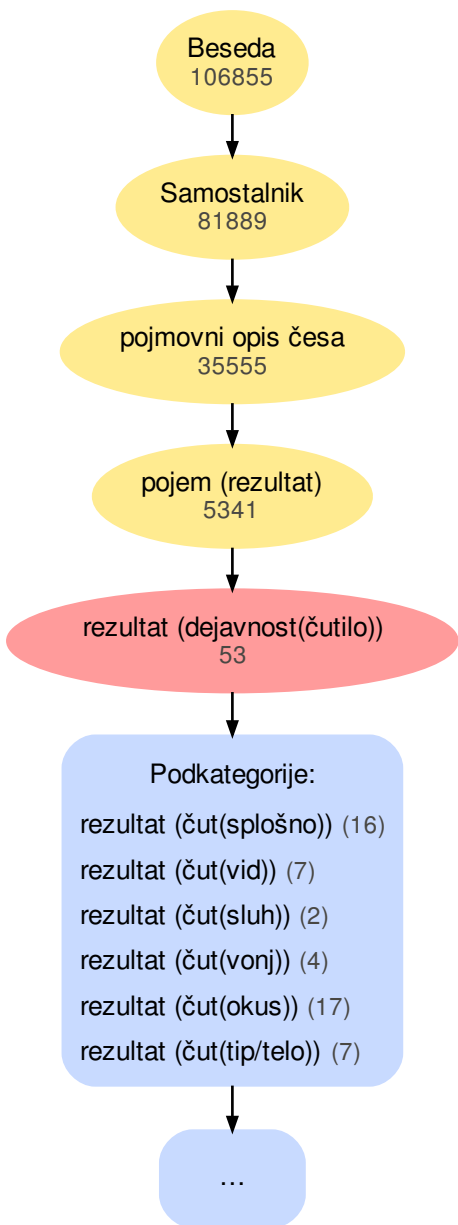 Beseda
106855
Samostalnik
81889
pojmovni opis česa
35555
pojem (rezultat)
5341
rezultat (dejavnost(čutilo))
53
Podkategorije:
rezultat (čut(splošno)) (16)
rezultat (čut(vid)) (7)
rezultat (čut(sluh)) (2)
rezultat (čut(vonj)) (4)
rezultat (čut(okus)) (17)
rezultat (čut(tip/telo)) (7)
...